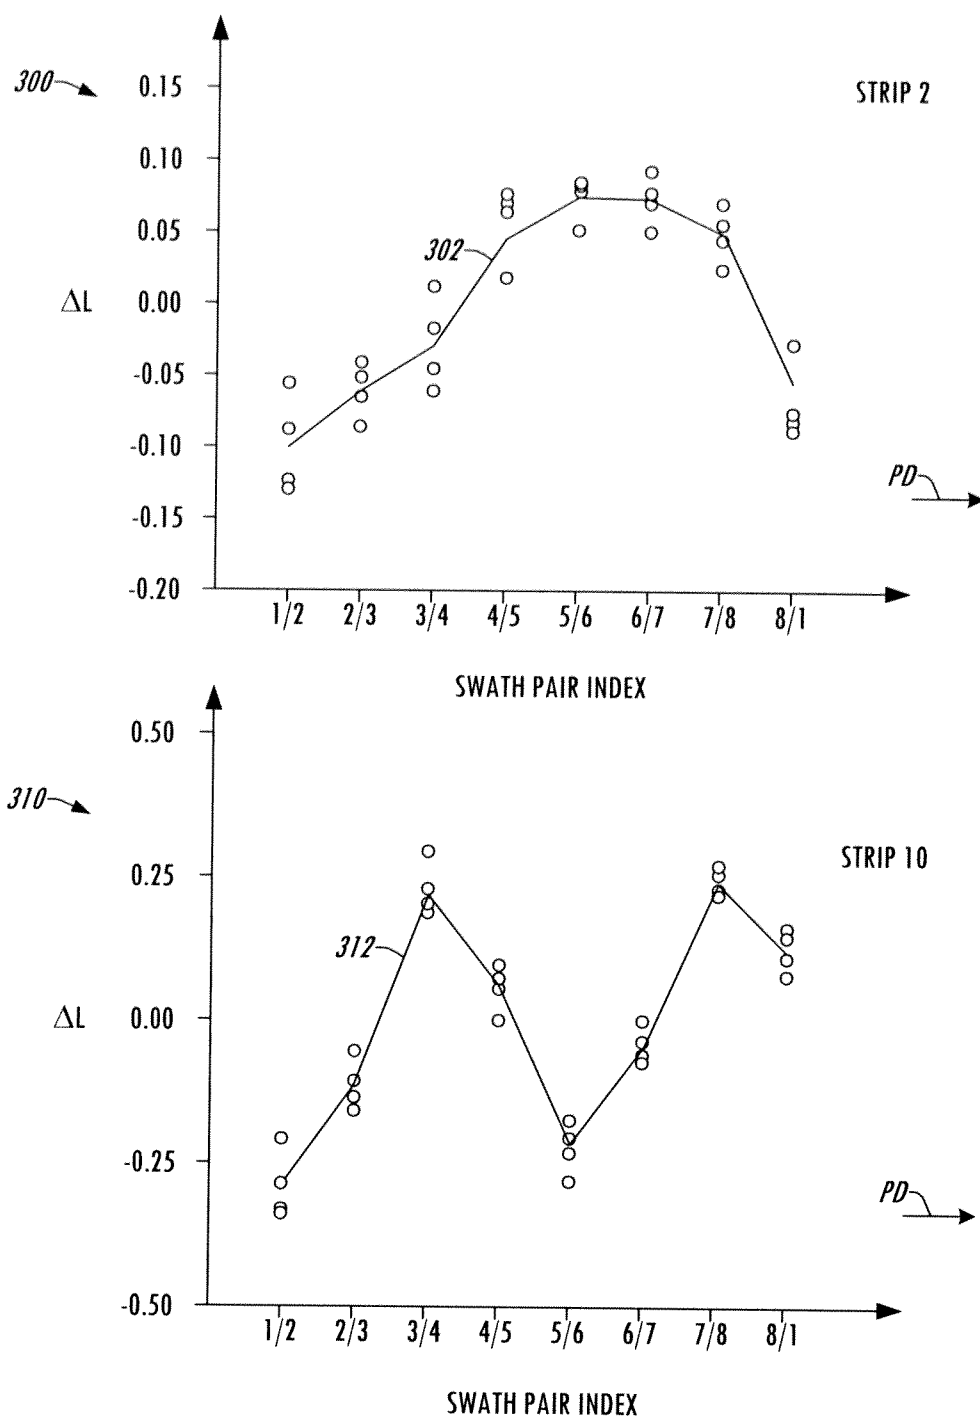 300
0.15
STRIP 2
0.10
0.05
302
ΔL
0.00
-0.05
-0.10
PD
-0.15
-0.20
1/2 2/3 3/4 4/5 5/6 6/7 7/8 8/1
SWATH PAIR INDEX
0.50
310
STRIP 10
0.25
312
ΔL
0.00
-0.25
PD
-0.50
1/2 2/3 3/4 4/5 5/6 6/7 7/8 8/1
SWATH PAIR INDEX